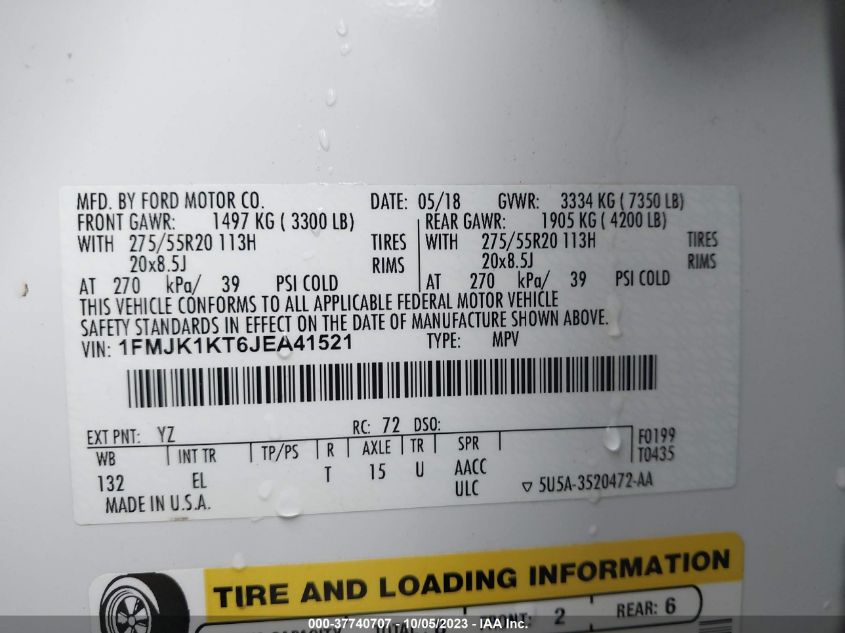 MFD. BY FORD MOTOR CO. DATE: 05/18 GVWR: 3334 KG ( 7350 LB)
FRONT GAWR: 1497 KG ( 3300 LB) REAR GAWR: 1905 KG ( 4200 LB)
WITH 275/55R20 113H TIRES WITH 275/55R20 113H TIRES
20x8.5J RIMS 20x8.5J RIMS
AT 270 kPa/ 39 PSI COLD AT 270 kPa/ 39 PSI COLD
THIS VEHICLE CONFORMS TO ALL APPLICABLE FEDERAL MOTOR VEHICLE
SAFETY STANDARDS IN EFFECT ON THE DATE OF MANUFACTURE SHOWN ABOVE.
VIN: 1FMJK1KT6JEA41521 TYPE: MPV
EXT PNT: YZ RC: 72 DSO:
WB INT TR TP/PS R AXLE TR SPR F0199
T0435
132 EL T 15 U AACC
ULC ▽ 5U5A-3520472-AA
MADE IN U.S.A.
TIRE AND LOADING INFORMATION
FRONT: 2 REAR: 6
000-37740707 - 10/05/2023 - IAA Inc.